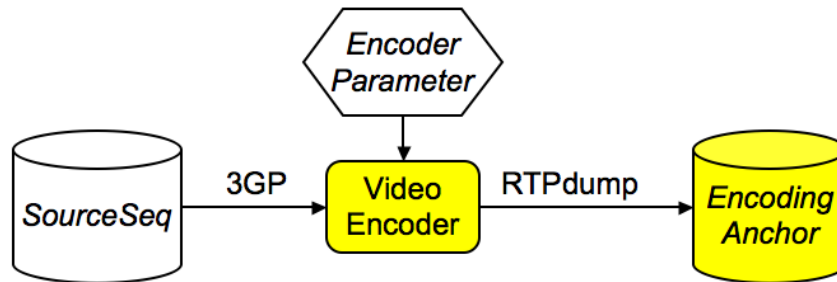 Encoder
Parameter
SourceSeq
3GP
Video
Encoder
RTPdump
Encoding
Anchor